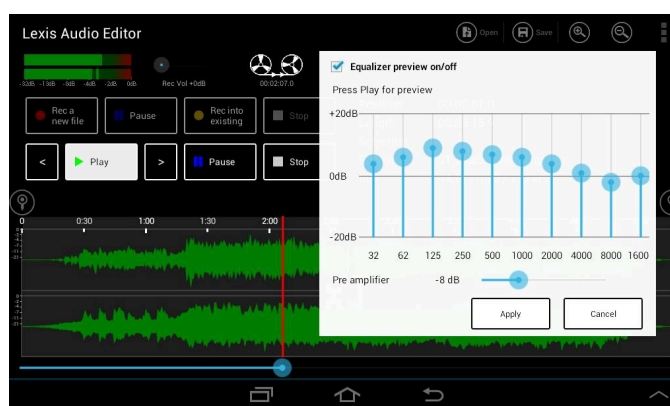 Lexis Audio Editor
Open
Save
-32dB -13dB -6dB -4dB -2dB 0dB
Rec Vol +0dB
00:02:07.0
Rec a
new file
Pause
Rec into
existing
Stop
<
Play
>
Pause
Stop
0 0:30 1:00 1:30 2:00
Equalizer preview on/off
Press Play for preview
+20dB
0dB
-20dB
32 62 125 250 500 1000 2000 4000 8000 1600
Pre amplifier -8 dB
Apply
Cancel